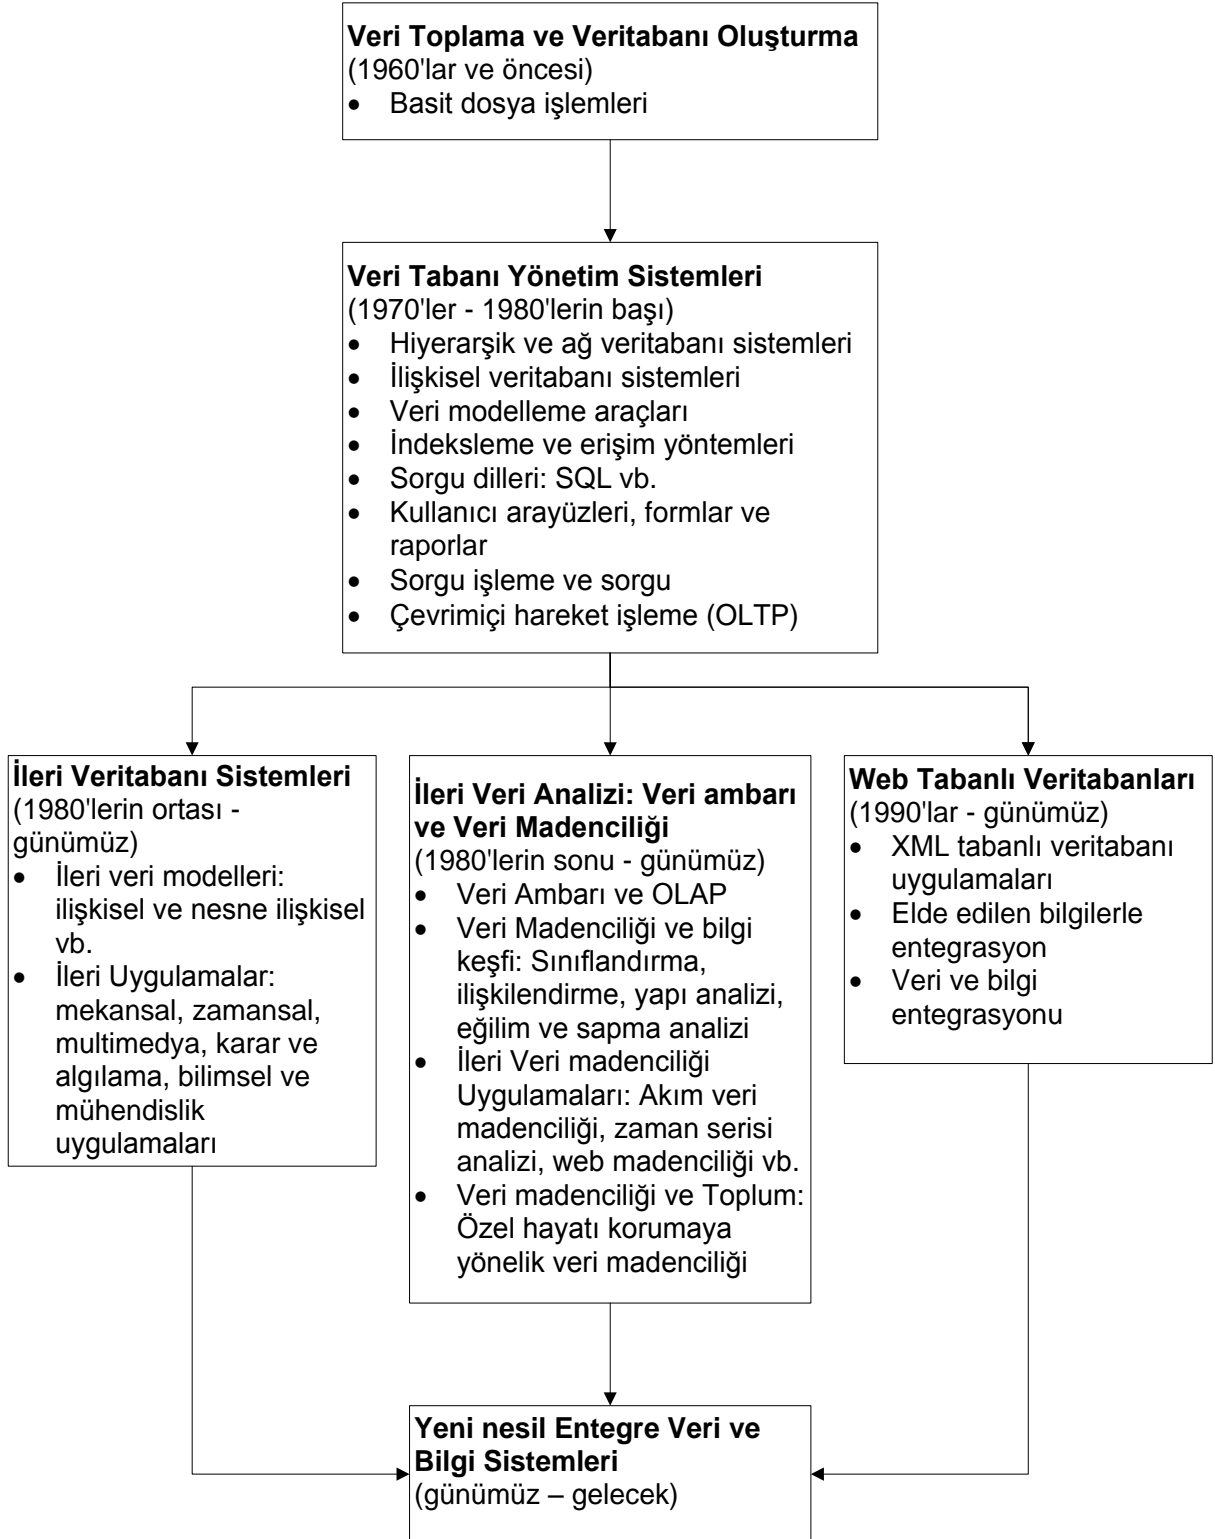 Veri Toplama ve Veritabanı Oluşturma
(1960'lar ve öncesi)
• Basit dosya işlemleri
Veri Tabanı Yönetim Sistemleri
(1970'ler - 1980'lerin başı)
• Hiyerarşik ve ağ veritabanı sistemleri
• İlişkisel veritabanı sistemleri
• Veri modelleme araçları
• İndeksleme ve erişim yöntemleri
• Sorgu dilleri: SQL vb.
• Kullanıcı arayüzleri, formlar ve
raporlar
• Sorgu işleme ve sorgu
• Çevrimiçi hareket işleme (OLTP)
İleri Veritabanı Sistemleri
(1980'lerin ortası -
günümüz)
• İleri veri modelleri:
ilişkisel ve nesne ilişkisel
vb.
• İleri Uygulamalar:
mekansal, zamansal,
multimedya, karar ve
algılama, bilimsel ve
mühendislik
uygulamaları
İleri Veri Analizi: Veri ambarı
ve Veri Madenciliği
(1980'lerin sonu - günümüz)
• Veri Ambarı ve OLAP
• Veri Madenciliği ve bilgi
keşfi: Sınıflandırma,
ilişkilendirme, yapı analizi,
eğilim ve sapma analizi
• İleri Veri madenciliği
Uygulamaları: Akım veri
madenciliği, zaman serisi
analizi, web madenciliği vb.
• Veri madenciliği ve Toplum:
Özel hayatı korumaya
yönelik veri madenciliği
Web Tabanlı Veritabanları
(1990'lar - günümüz)
• XML tabanlı veritabanı
uygulamaları
• Elde edilen bilgilerle
entegrasyon
• Veri ve bilgi
entegrasyonu
Yeni nesil Entegre Veri ve
Bilgi Sistemleri
(günümüz – gelecek)